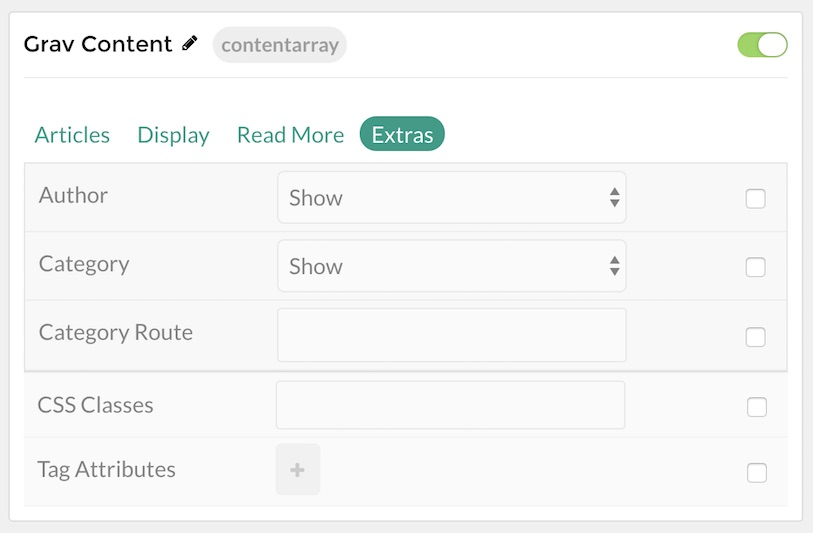 Grav Content contentarray
Articles Display Read More Extras
Author Show
Category Show
Category Route
CSS Classes
Tag Attributes +